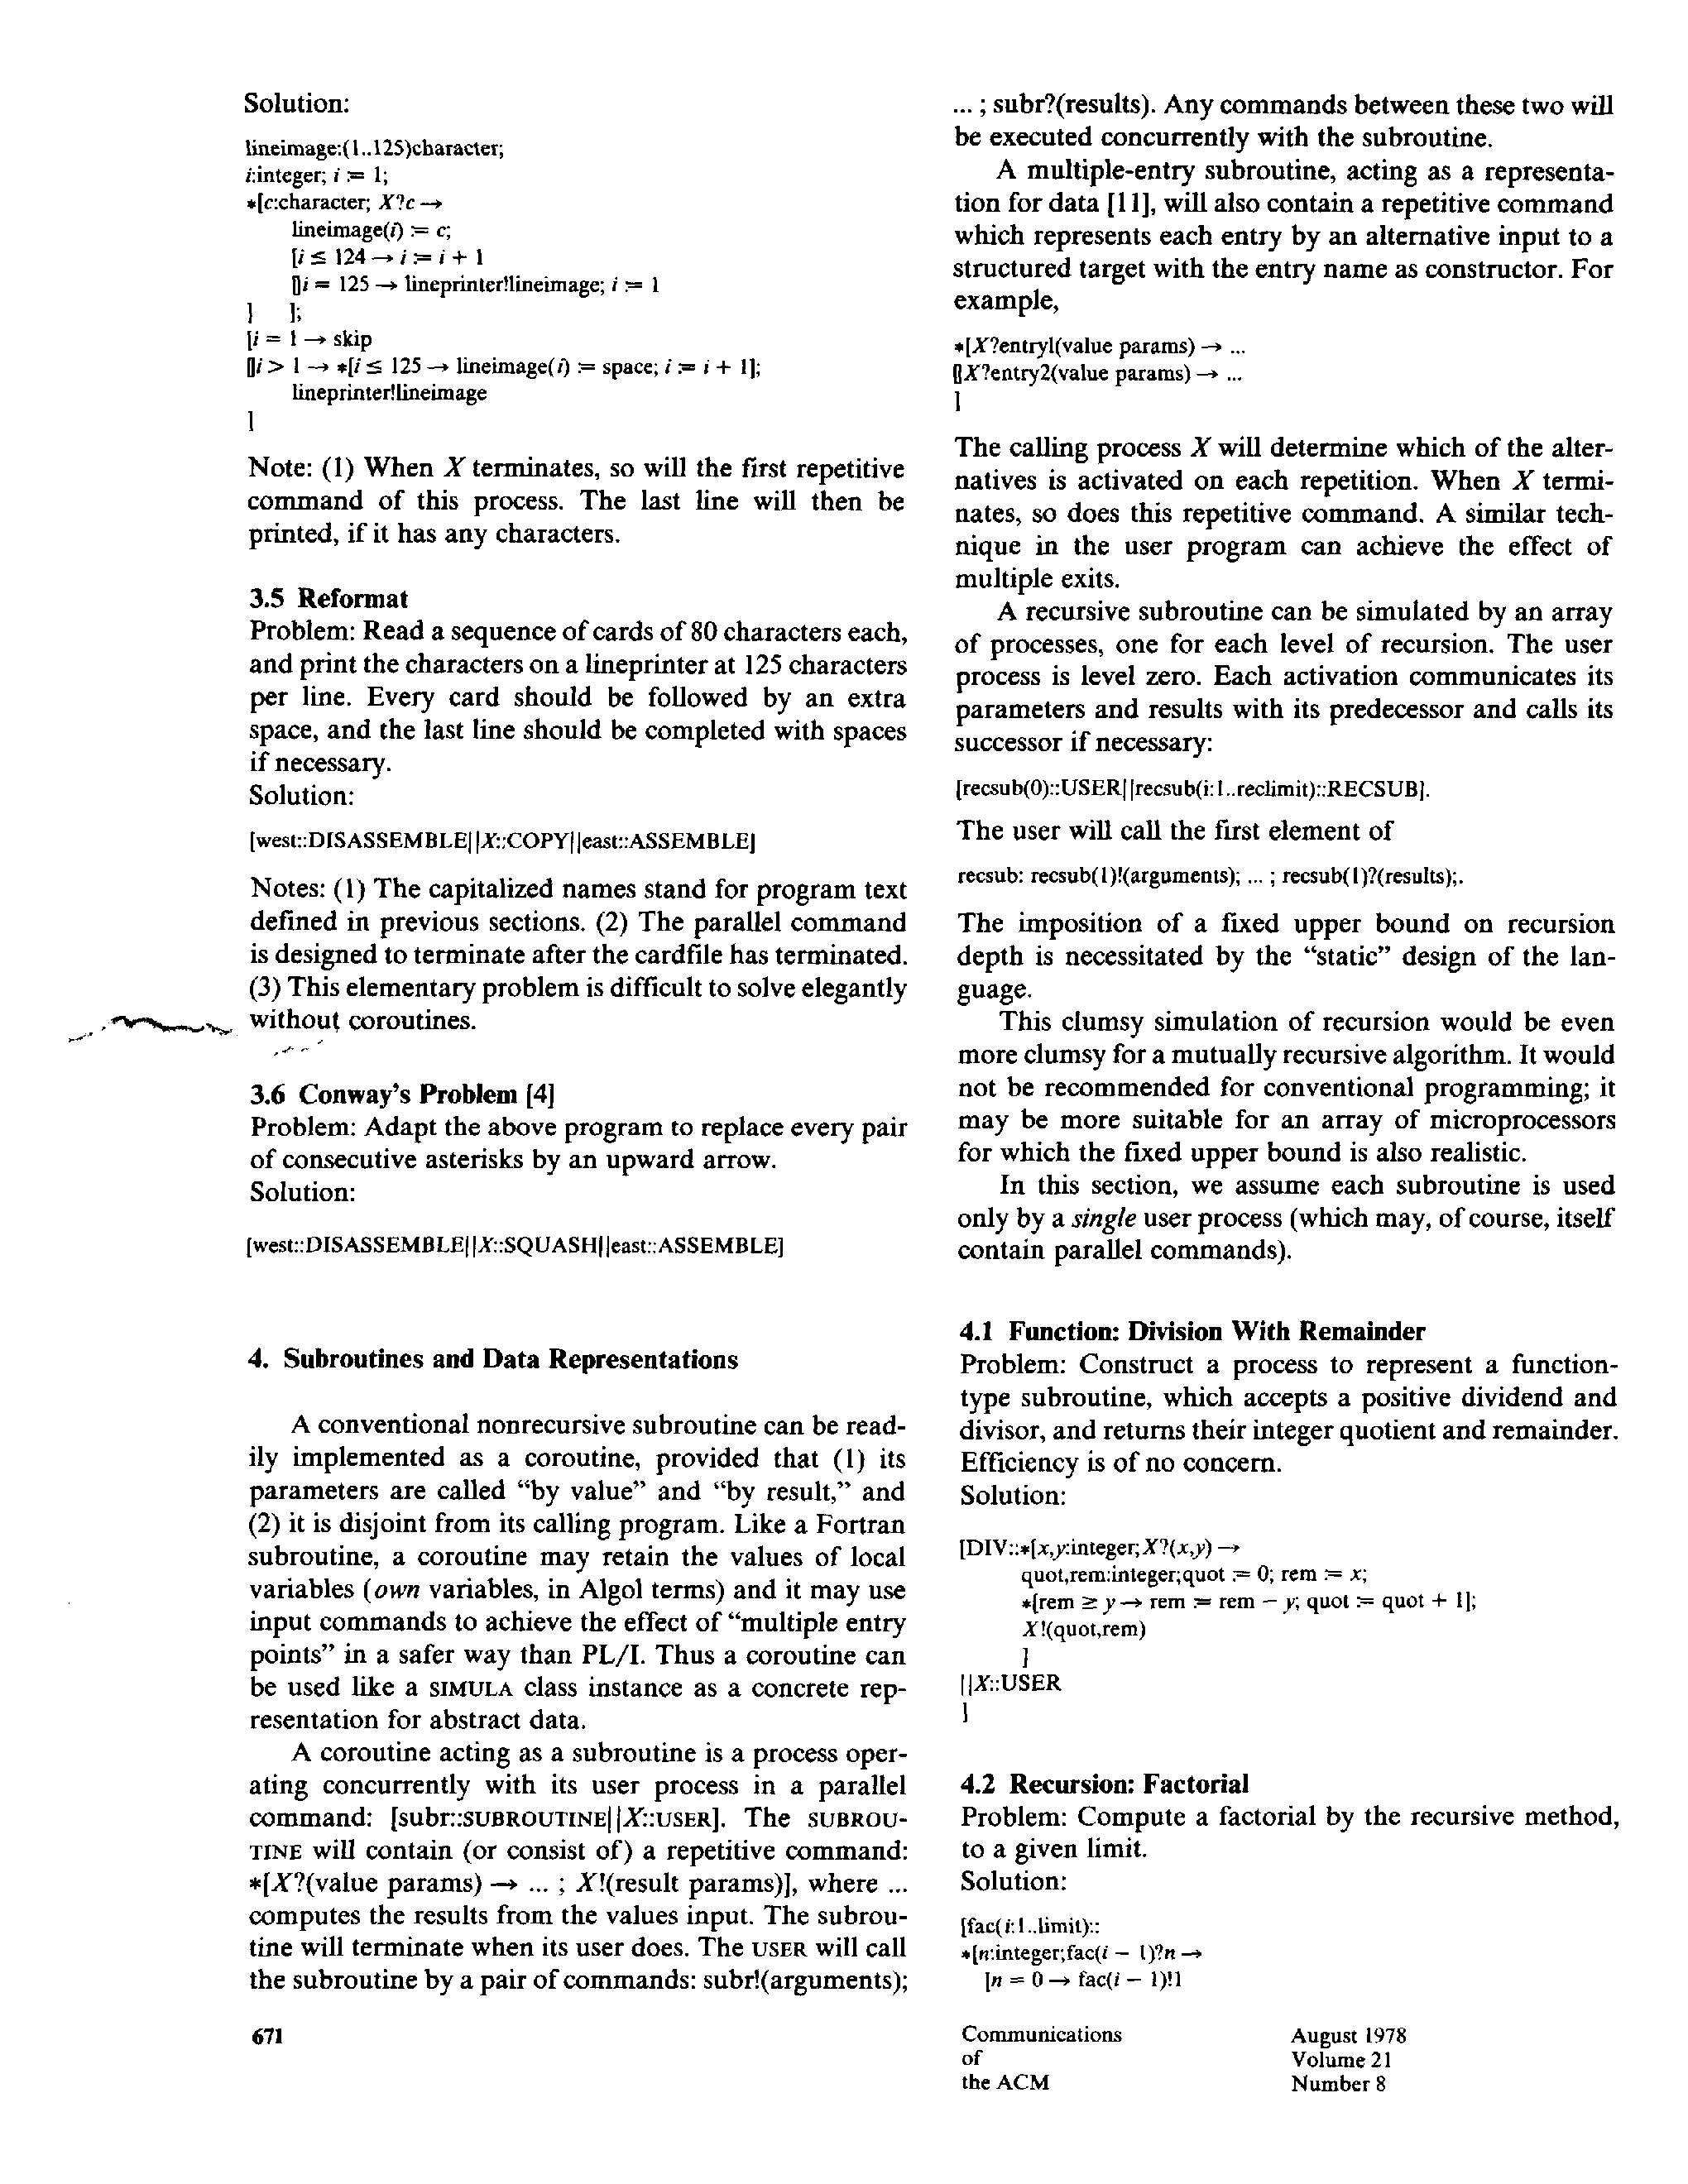 Solution:
lineimage:(1..125)character;
i:integer; i := 1;
*[c:character; X?c →
lineimage(i) := c;
[i ≤ 124 → i := i + 1
▯i = 125 → lineprinter!lineimage; i := 1
] ];
[i = 1 → skip
▯i > 1 → *[i ≤ 125 → lineimage(i) := space; i := i + 1];
lineprinter!lineimage
]
Note: (1) When X terminates, so will the first repetitive
command of this process. The last line will then be
printed, if it has any characters.
3.5 Reformat
Problem: Read a sequence of cards of 80 characters each,
and print the characters on a lineprinter at 125 characters
per line. Every card should be followed by an extra
space, and the last line should be completed with spaces
if necessary.
Solution:
[west::DISASSEMBLE||X::COPY||east::ASSEMBLE]
Notes: (1) The capitalized names stand for program text
defined in previous sections. (2) The parallel command
is designed to terminate after the cardfile has terminated.
(3) This elementary problem is difficult to solve elegantly
without coroutines.
3.6 Conway's Problem [4]
Problem: Adapt the above program to replace every pair
of consecutive asterisks by an upward arrow.
Solution:
[west::DISASSEMBLE||X::SQUASH||east::ASSEMBLE]
4. Subroutines and Data Representations
A conventional nonrecursive subroutine can be read-
ily implemented as a coroutine, provided that (1) its
parameters are called “by value” and “by result,” and
(2) it is disjoint from its calling program. Like a Fortran
subroutine, a coroutine may retain the values of local
variables (own variables, in Algol terms) and it may use
input commands to achieve the effect of “multiple entry
points” in a safer way than PL/I. Thus a coroutine can
be used like a SIMULA class instance as a concrete rep-
resentation for abstract data.
A coroutine acting as a subroutine is a process oper-
ating concurrently with its user process in a parallel
command: [subr::SUBROUTINE||X::USER]. The SUBROU-
TINE will contain (or consist of) a repetitive command:
*[X?(value params) → ... ; X!(result params)], where ...
computes the results from the values input. The subrou-
tine will terminate when its user does. The USER will call
the subroutine by a pair of commands: subr!(arguments);
... ; subr?(results). Any commands between these two will
be executed concurrently with the subroutine.
A multiple-entry subroutine, acting as a representa-
tion for data [11], will also contain a repetitive command
which represents each entry by an alternative input to a
structured target with the entry name as constructor. For
example,
*[X?entry1(value params) → ...
▯X?entry2(value params) → ...
]
The calling process X will determine which of the alter-
natives is activated on each repetition. When X termi-
nates, so does this repetitive command. A similar tech-
nique in the user program can achieve the effect of
multiple exits.
A recursive subroutine can be simulated by an array
of processes, one for each level of recursion. The user
process is level zero. Each activation communicates its
parameters and results with its predecessor and calls its
successor if necessary:
[recsub(0)::USER||recsub(i:1..reclimit)::RECSUB].
The user will call the first element of
recsub: recsub(1)!(arguments); ... ; recsub(1)?(results);.
The imposition of a fixed upper bound on recursion
depth is necessitated by the “static” design of the lan-
guage.
This clumsy simulation of recursion would be even
more clumsy for a mutually recursive algorithm. It would
not be recommended for conventional programming; it
may be more suitable for an array of microprocessors
for which the fixed upper bound is also realistic.
In this section, we assume each subroutine is used
only by a single user process (which may, of course, itself
contain parallel commands).
4.1 Function: Division With Remainder
Problem: Construct a process to represent a function-
type subroutine, which accepts a positive dividend and
divisor, and returns their integer quotient and remainder.
Efficiency is of no concern.
Solution:
[DIV::*[x,y:integer;X?(x,y) →
quot,rem:integer;quot := 0; rem := x;
*[rem ≥ y → rem := rem − y; quot := quot + 1];
X!(quot,rem)
]
||X::USER
]
4.2 Recursion: Factorial
Problem: Compute a factorial by the recursive method,
to a given limit.
Solution:
[fac(i:1..limit)::
*[n:integer;fac(i − 1)?n →
[n = 0 → fac(i − 1)!1
671
Communications
of
the ACM
August 1978
Volume 21
Number 8